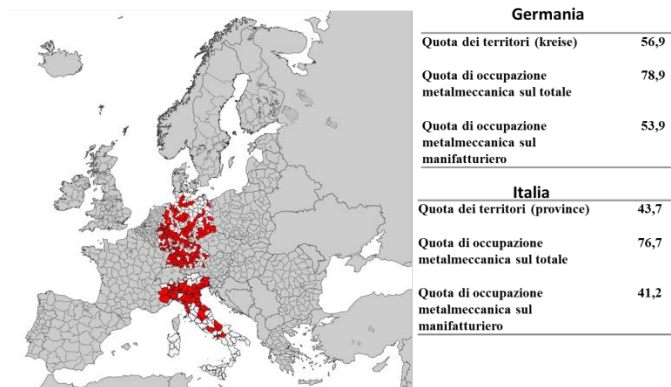 Germania
Quota dei territori (kreise) 56,9
Quota di occupazione 78,9
metalmeccanica sul totale
Quota di occupazione 53,9
metalmeccanica sul
manifatturiero
Italia
Quota dei territori (province) 43,7
Quota di occupazione 76,7
metalmeccanica sul totale
Quota di occupazione 41,2
metalmeccanica sul
manifatturiero